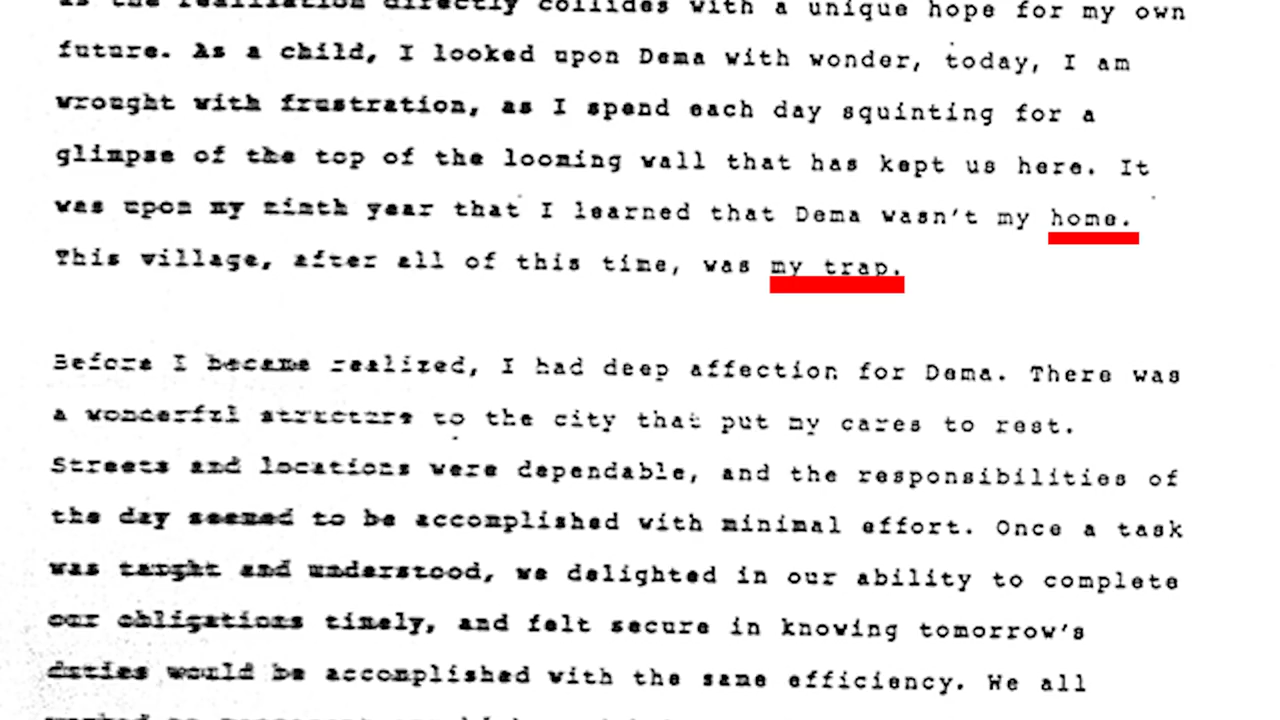 is the realization directly collides with a unique hope for my own
future. As a child, I looked upon Dema with wonder, today, I am
wrought with frustration, as I spend each day squinting for a
glimpse of the top of the looming wall that has kept us here. It
was upon my ninth year that I learned that Dema wasn't my home.
This village, after all of this time, was my trap.
Before I became realized, I had deep affection for Dema. There was
a wonderful structure to the city that put my cares to rest.
Streets and locations were dependable, and the responsibilities of
the day seemed to be accomplished with minimal effort. Once a task
was taught and understood, we delighted in our ability to complete
our obligations timely, and felt secure in knowing tomorrow's
duties would be accomplished with the same efficiency. We all
worked